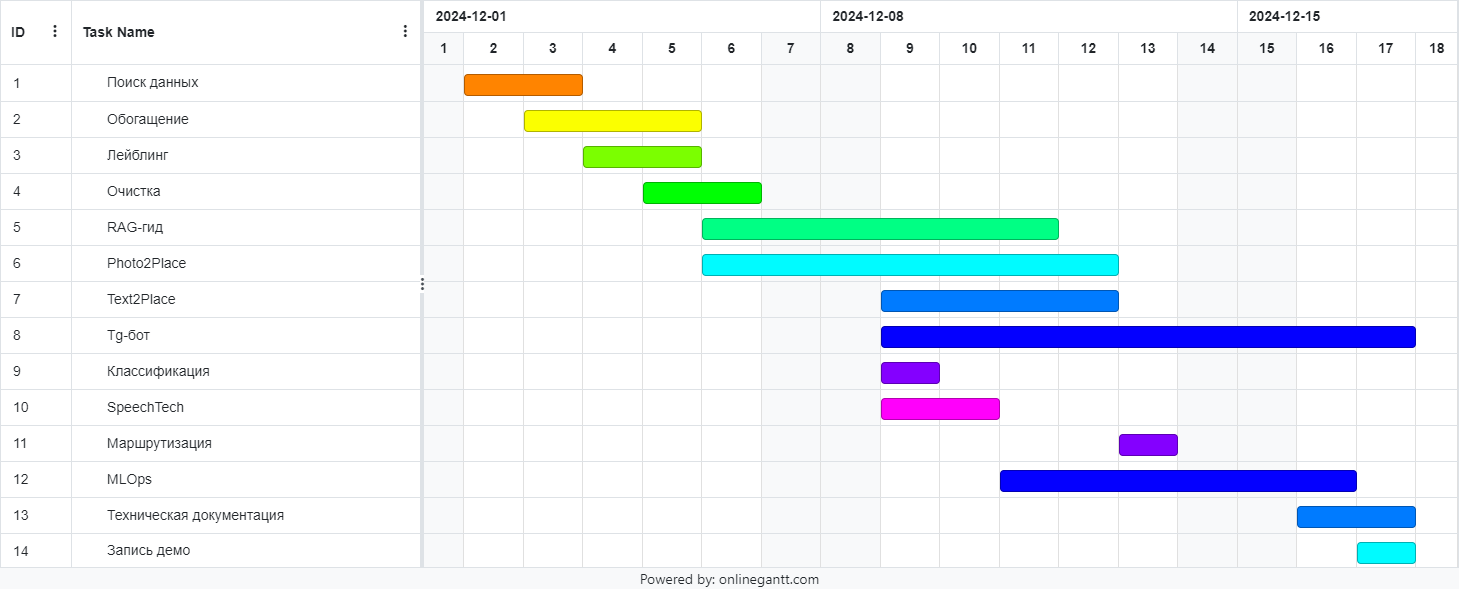 ID Task Name 2024-12-01 2024-12-08 2024-12-15
1 2 3 4 5 6 7 8 9 10 11 12 13 14 15 16 17 18
1 Поиск данных
2 Обогащение
3 Лейблинг
4 Очистка
5 RAG-гид
6 Photo2Place
7 Text2Place
8 Tg-бот
9 Классификация
10 SpeechTech
11 Маршрутизация
12 MLOps
13 Техническая документация
14 Запись демо
Powered by: onlinegantt.com